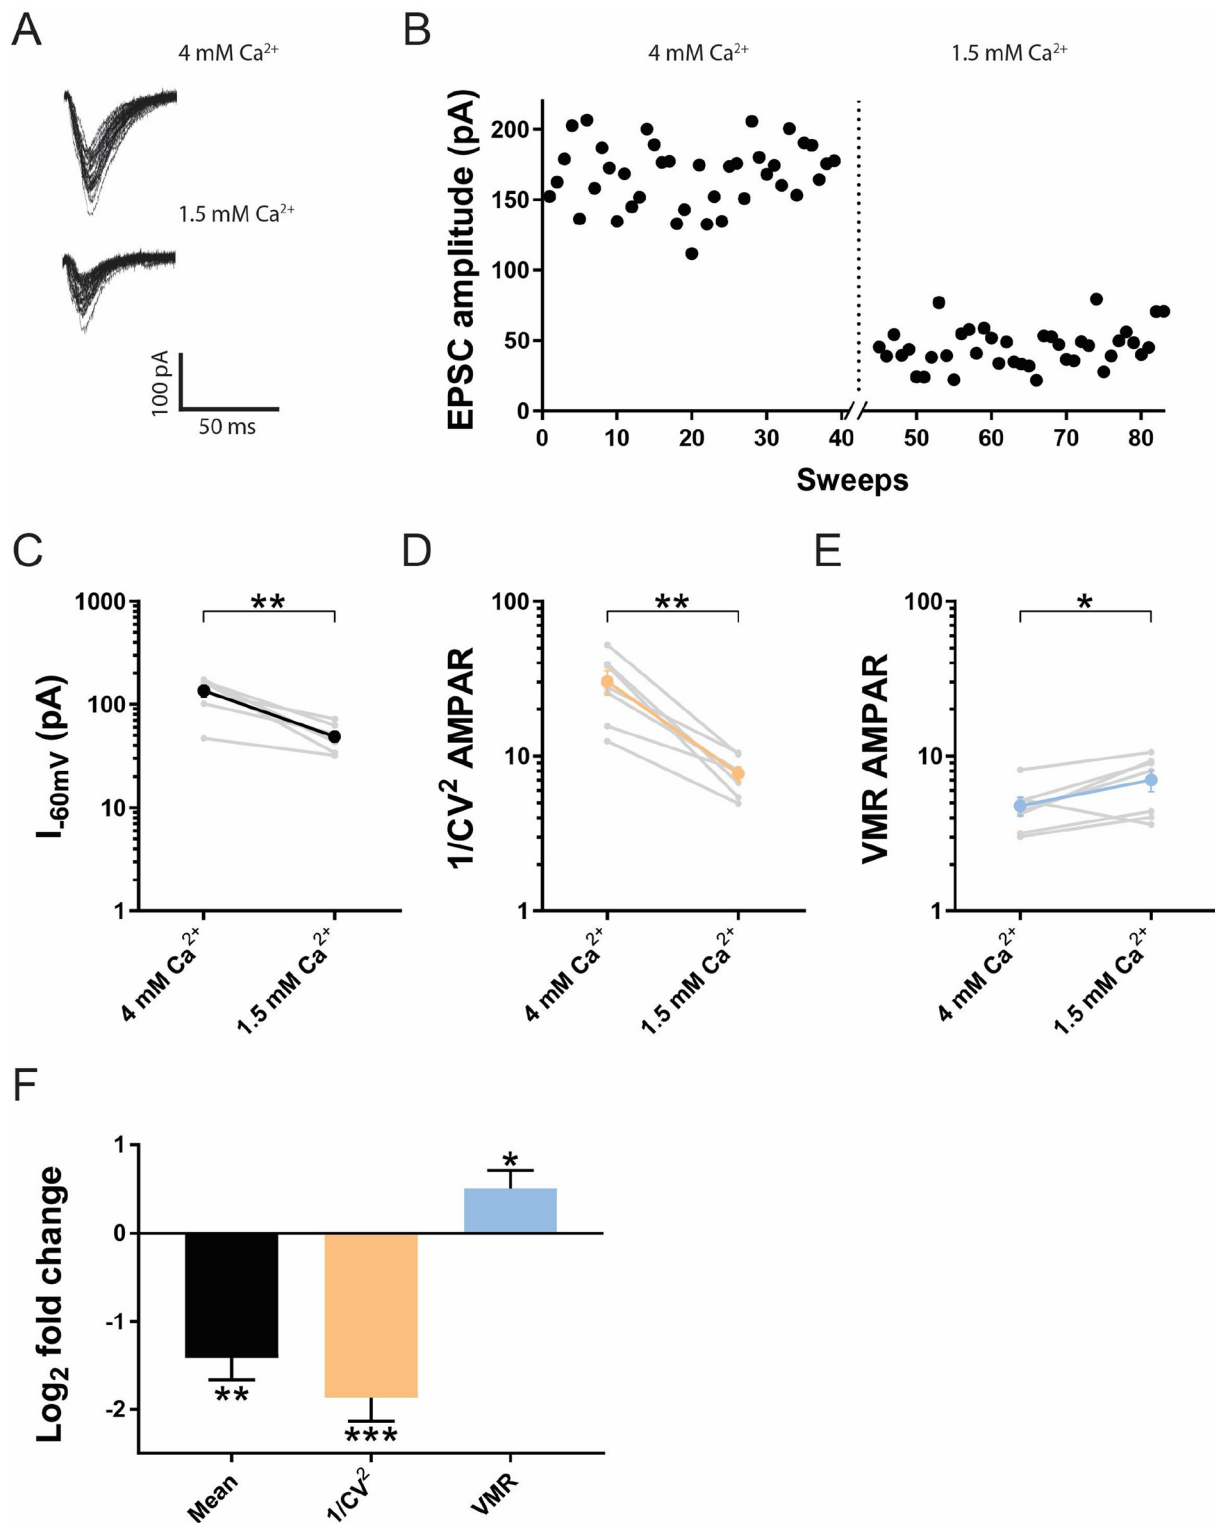 A
4 mM Ca²⁺
1.5 mM Ca²⁺
100 pA
50 ms
B
4 mM Ca²⁺
1.5 mM Ca²⁺
EPSC amplitude (pA)
200
150
100
50
0
0 10 20 30 40 50 60 70 80
Sweeps
C
**
I₋₆₀ₘV (pA)
1000
100
10
1
4 mM Ca²⁺
1.5 mM Ca²⁺
D
**
1/CV² AMPAR
100
10
1
4 mM Ca²⁺
1.5 mM Ca²⁺
E
*
VMR AMPAR
100
10
1
4 mM Ca²⁺
1.5 mM Ca²⁺
F
Log₂ fold change
1
0
-1
-2
**
***
*
Mean
1/CV²
VMR